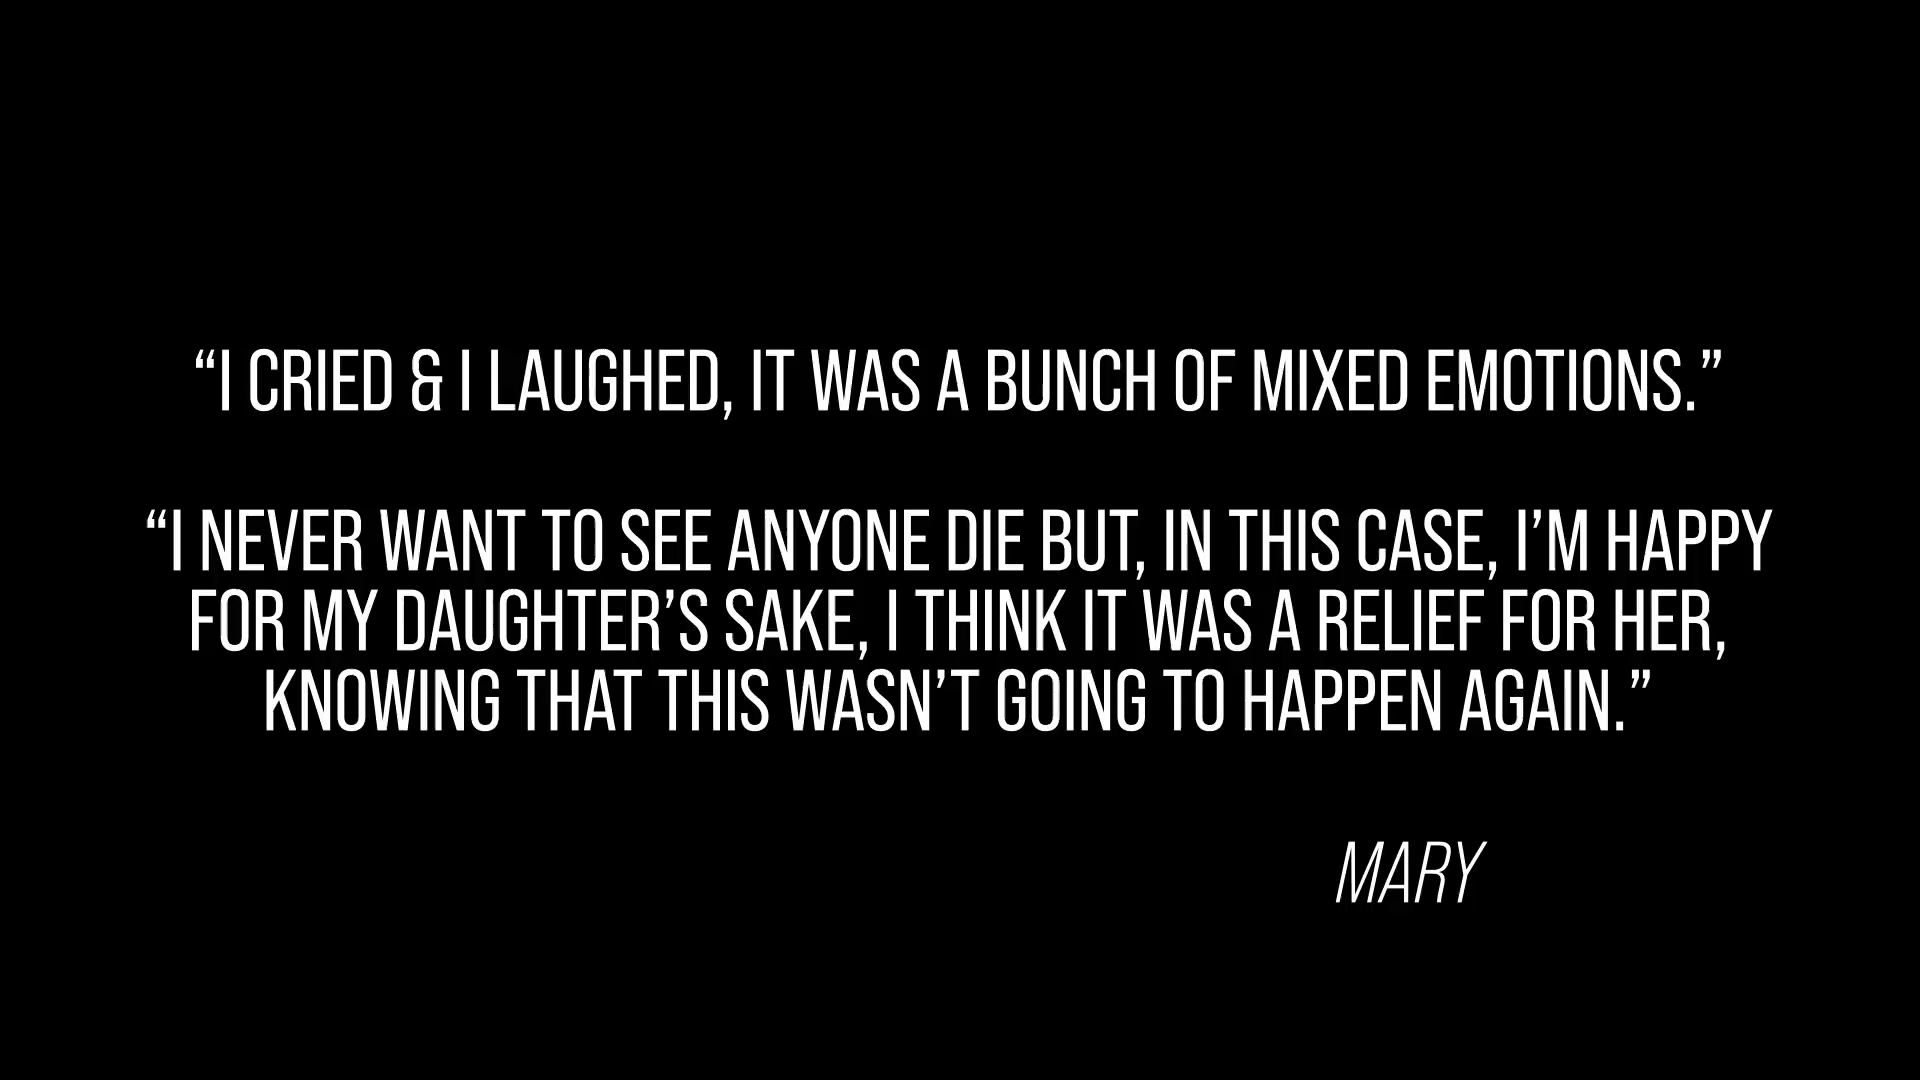 “I CRIED & I LAUGHED, IT WAS A BUNCH OF MIXED EMOTIONS.”
“I NEVER WANT TO SEE ANYONE DIE BUT, IN THIS CASE, I’M HAPPY
FOR MY DAUGHTER’S SAKE, I THINK IT WAS A RELIEF FOR HER,
KNOWING THAT THIS WASN’T GOING TO HAPPEN AGAIN.”
MARY